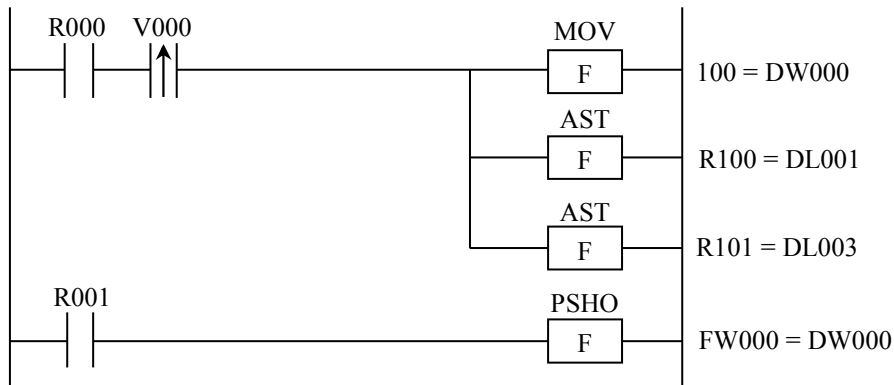 R000 V000 MOV
F 100 = DW000
AST
F R100 = DL001
AST
F R101 = DL003
R001 PSHO
F FW000 = DW000